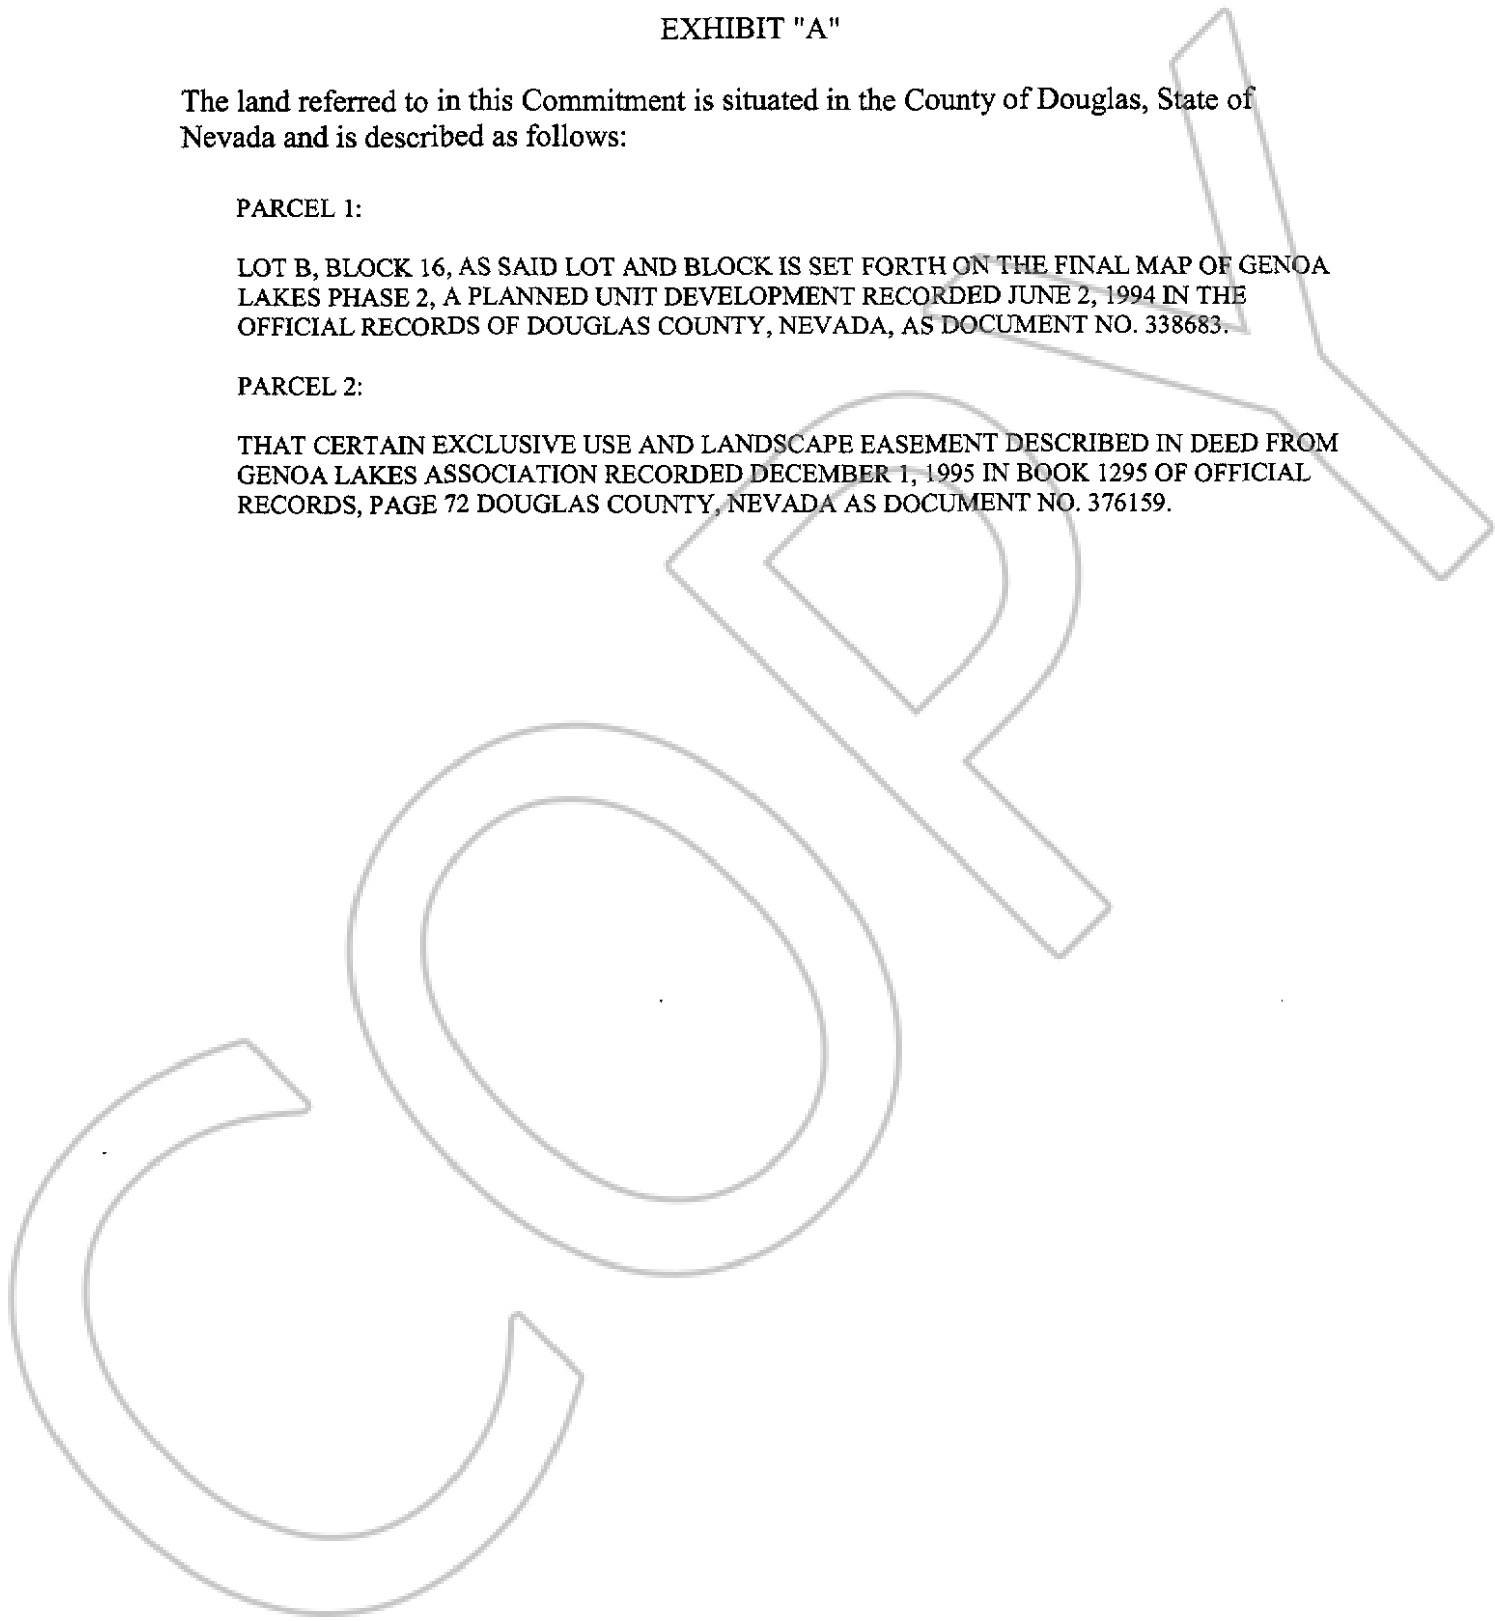 EXHIBIT "A"
The land referred to in this Commitment is situated in the County of Douglas, State of
Nevada and is described as follows:
PARCEL 1:
LOT B, BLOCK 16, AS SAID LOT AND BLOCK IS SET FORTH ON THE FINAL MAP OF GENOA
LAKES PHASE 2, A PLANNED UNIT DEVELOPMENT RECORDED JUNE 2, 1994 IN THE
OFFICIAL RECORDS OF DOUGLAS COUNTY, NEVADA, AS DOCUMENT NO. 338683.
PARCEL 2:
THAT CERTAIN EXCLUSIVE USE AND LANDSCAPE EASEMENT DESCRIBED IN DEED FROM
GENOA LAKES ASSOCIATION RECORDED DECEMBER 1, 1995 IN BOOK 1295 OF OFFICIAL
RECORDS, PAGE 72 DOUGLAS COUNTY, NEVADA AS DOCUMENT NO. 376159.
COPY